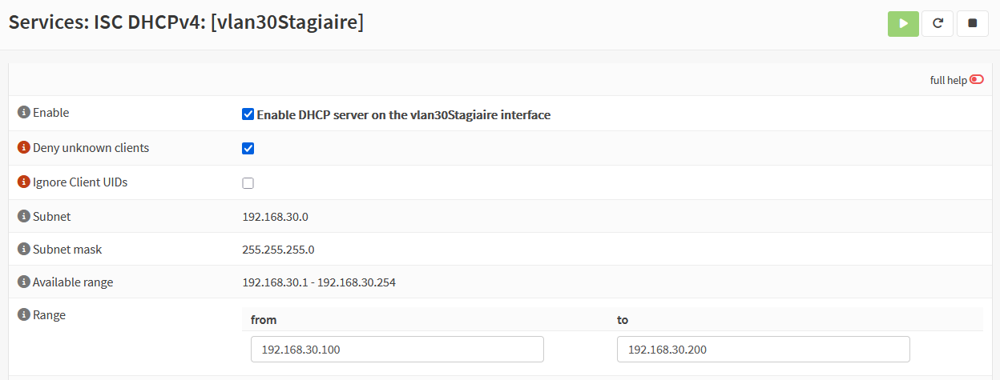 Services: ISC DHCPv4: [vlan30Stagiaire]
full help
Enable
Enable DHCP server on the vlan30Stagiaire interface
Deny unknown clients
Ignore Client UIDs
Subnet
192.168.30.0
Subnet mask
255.255.255.0
Available range
192.168.30.1 - 192.168.30.254
Range
from to
192.168.30.100 192.168.30.200